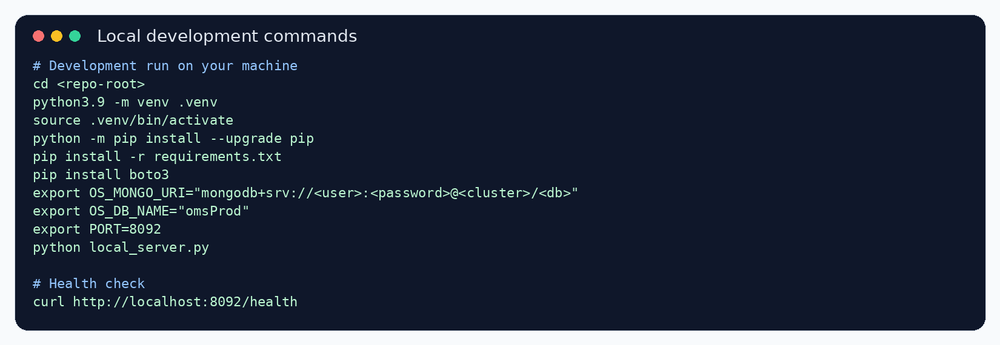 Local development commands
# Development run on your machine
cd <repo-root>
python3.9 -m venv .venv
source .venv/bin/activate
python -m pip install --upgrade pip
pip install -r requirements.txt
pip install boto3
export OS_MONGO_URI="mongodb+srv://<user>:<password>@<cluster>/<db>"
export OS_DB_NAME="omsProd"
export PORT=8092
python local_server.py
# Health check
curl http://localhost:8092/health